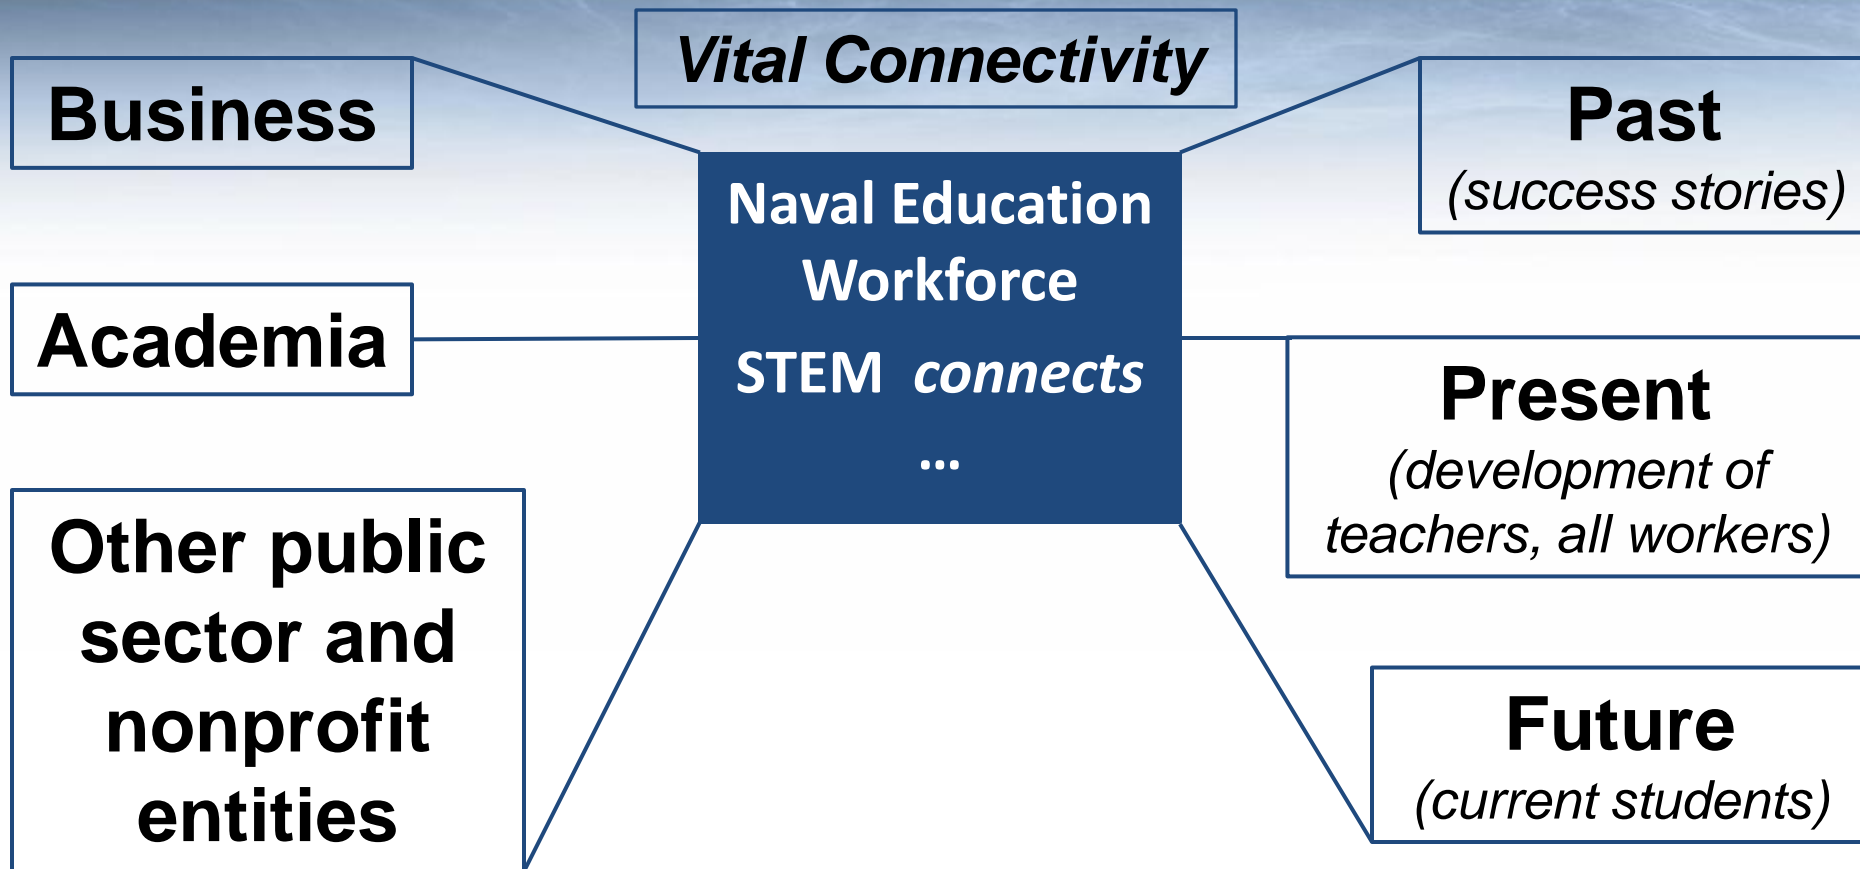 Vital Connectivity
Business
Academia
Other public
sector and
nonprofit
entities
Naval Education
Workforce
STEM connects
...
Past
(success stories)
Present
(development of
teachers, all workers)
Future
(current students)